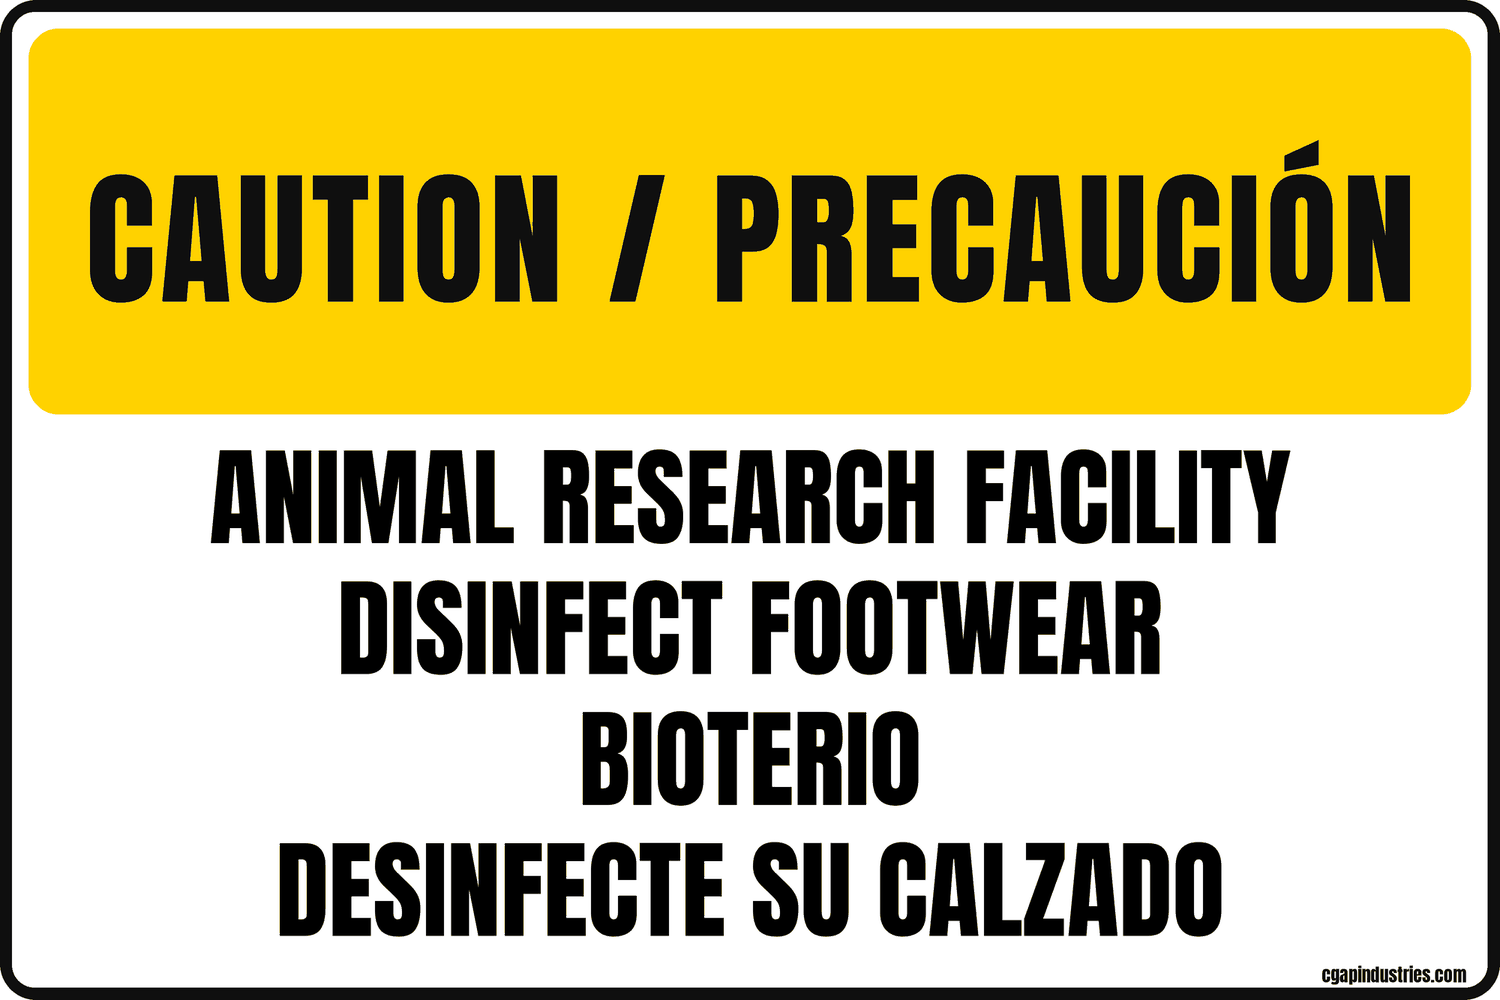 CAUTION / PRECAUCIÓN
ANIMAL RESEARCH FACILITY
DISINFECT FOOTWEAR
BIOTERIO
DESINFECTE SU CALZADO
cgapindustries.com